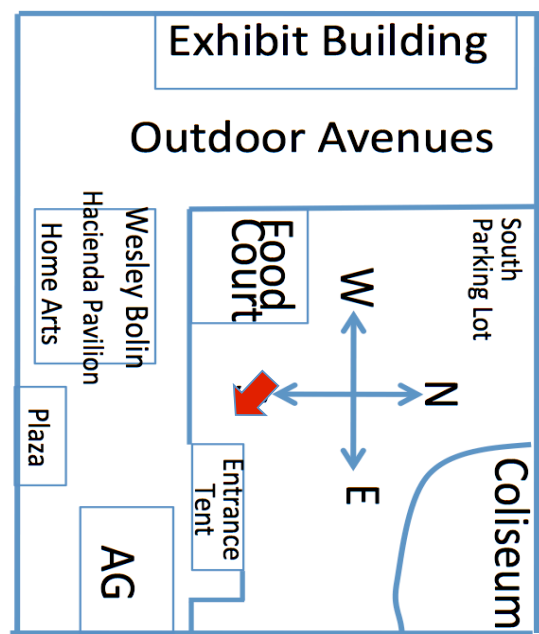 Exhibit Building
Outdoor Avenues
Wesley Bolin
Hacienda Pavilion
Home Arts
Food
Court
South
Parking Lot
W
N
E
Plaza
Entrance
Tent
AG
Coliseum